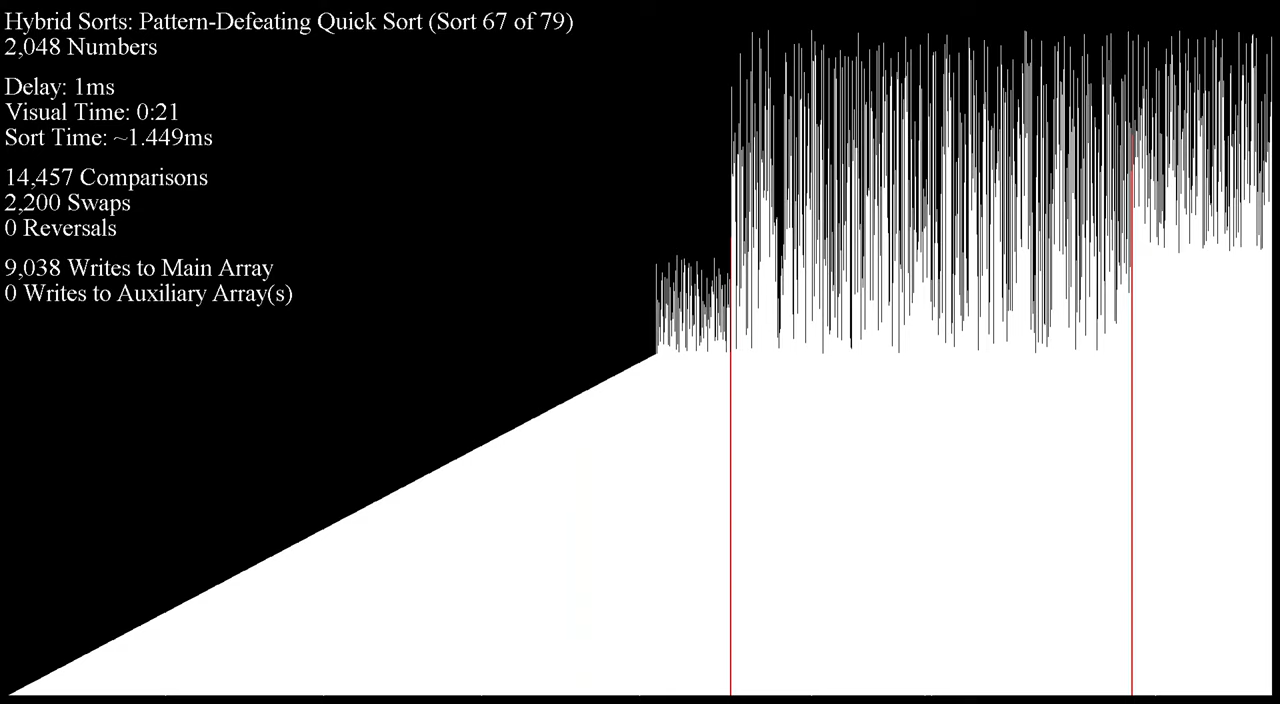 Hybrid Sorts: Pattern-Defeating Quick Sort (Sort 67 of 79)
2,048 Numbers
Delay: 1ms
Visual Time: 0:21
Sort Time: ~1.449ms
14,457 Comparisons
2,200 Swaps
0 Reversals
9,038 Writes to Main Array
0 Writes to Auxiliary Array(s)